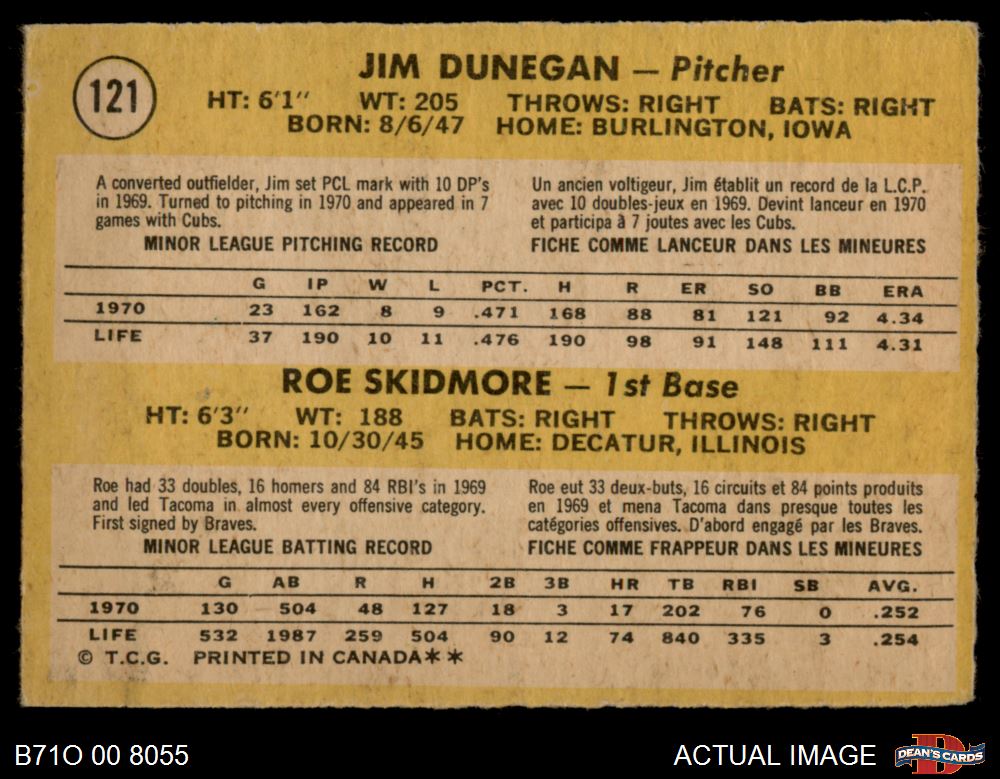 121
JIM DUNEGAN — Pitcher
HT: 6'1" WT: 205 THROWS: RIGHT BATS: RIGHT
BORN: 8/6/47 HOME: BURLINGTON, IOWA
A converted outfielder, Jim set PCL mark with 10 DP's
in 1969. Turned to pitching in 1970 and appeared in 7
games with Cubs.
MINOR LEAGUE PITCHING RECORD
Un ancien voltigeur, Jim établit un record de la L.C.P.
avec 10 doubles-jeux en 1969. Devint lanceur en 1970
et participa à 7 joutes avec les Cubs.
FICHE COMME LANCEUR DANS LES MINEURES
G IP W L PCT. H R ER SO BB ERA
1970 23 162 8 9 .471 168 88 81 121 92 4.34
LIFE 37 190 10 11 .476 190 98 91 148 111 4.31
ROE SKIDMORE — 1st Base
HT: 6'3" WT: 188 BATS: RIGHT THROWS: RIGHT
BORN: 10/30/45 HOME: DECATUR, ILLINOIS
Roe had 33 doubles, 16 homers and 84 RBI's in 1969
and led Tacoma in almost every offensive category.
First signed by Braves.
MINOR LEAGUE BATTING RECORD
Roe eut 33 deux-buts, 16 circuits et 84 points produits
en 1969 et mena Tacoma dans presque toutes les
catégories offensives. D'abord engagé par les Braves.
FICHE COMME FRAPPEUR DANS LES MINEURES
G AB R H 2B 3B HR TB RBI SB AVG.
1970 130 504 48 127 18 3 17 202 76 0 .252
LIFE 532 1987 259 504 90 12 74 840 335 3 .254
© T.C.G. PRINTED IN CANADA**
B71O 00 8055
ACTUAL IMAGE
DEAN'S CARDS